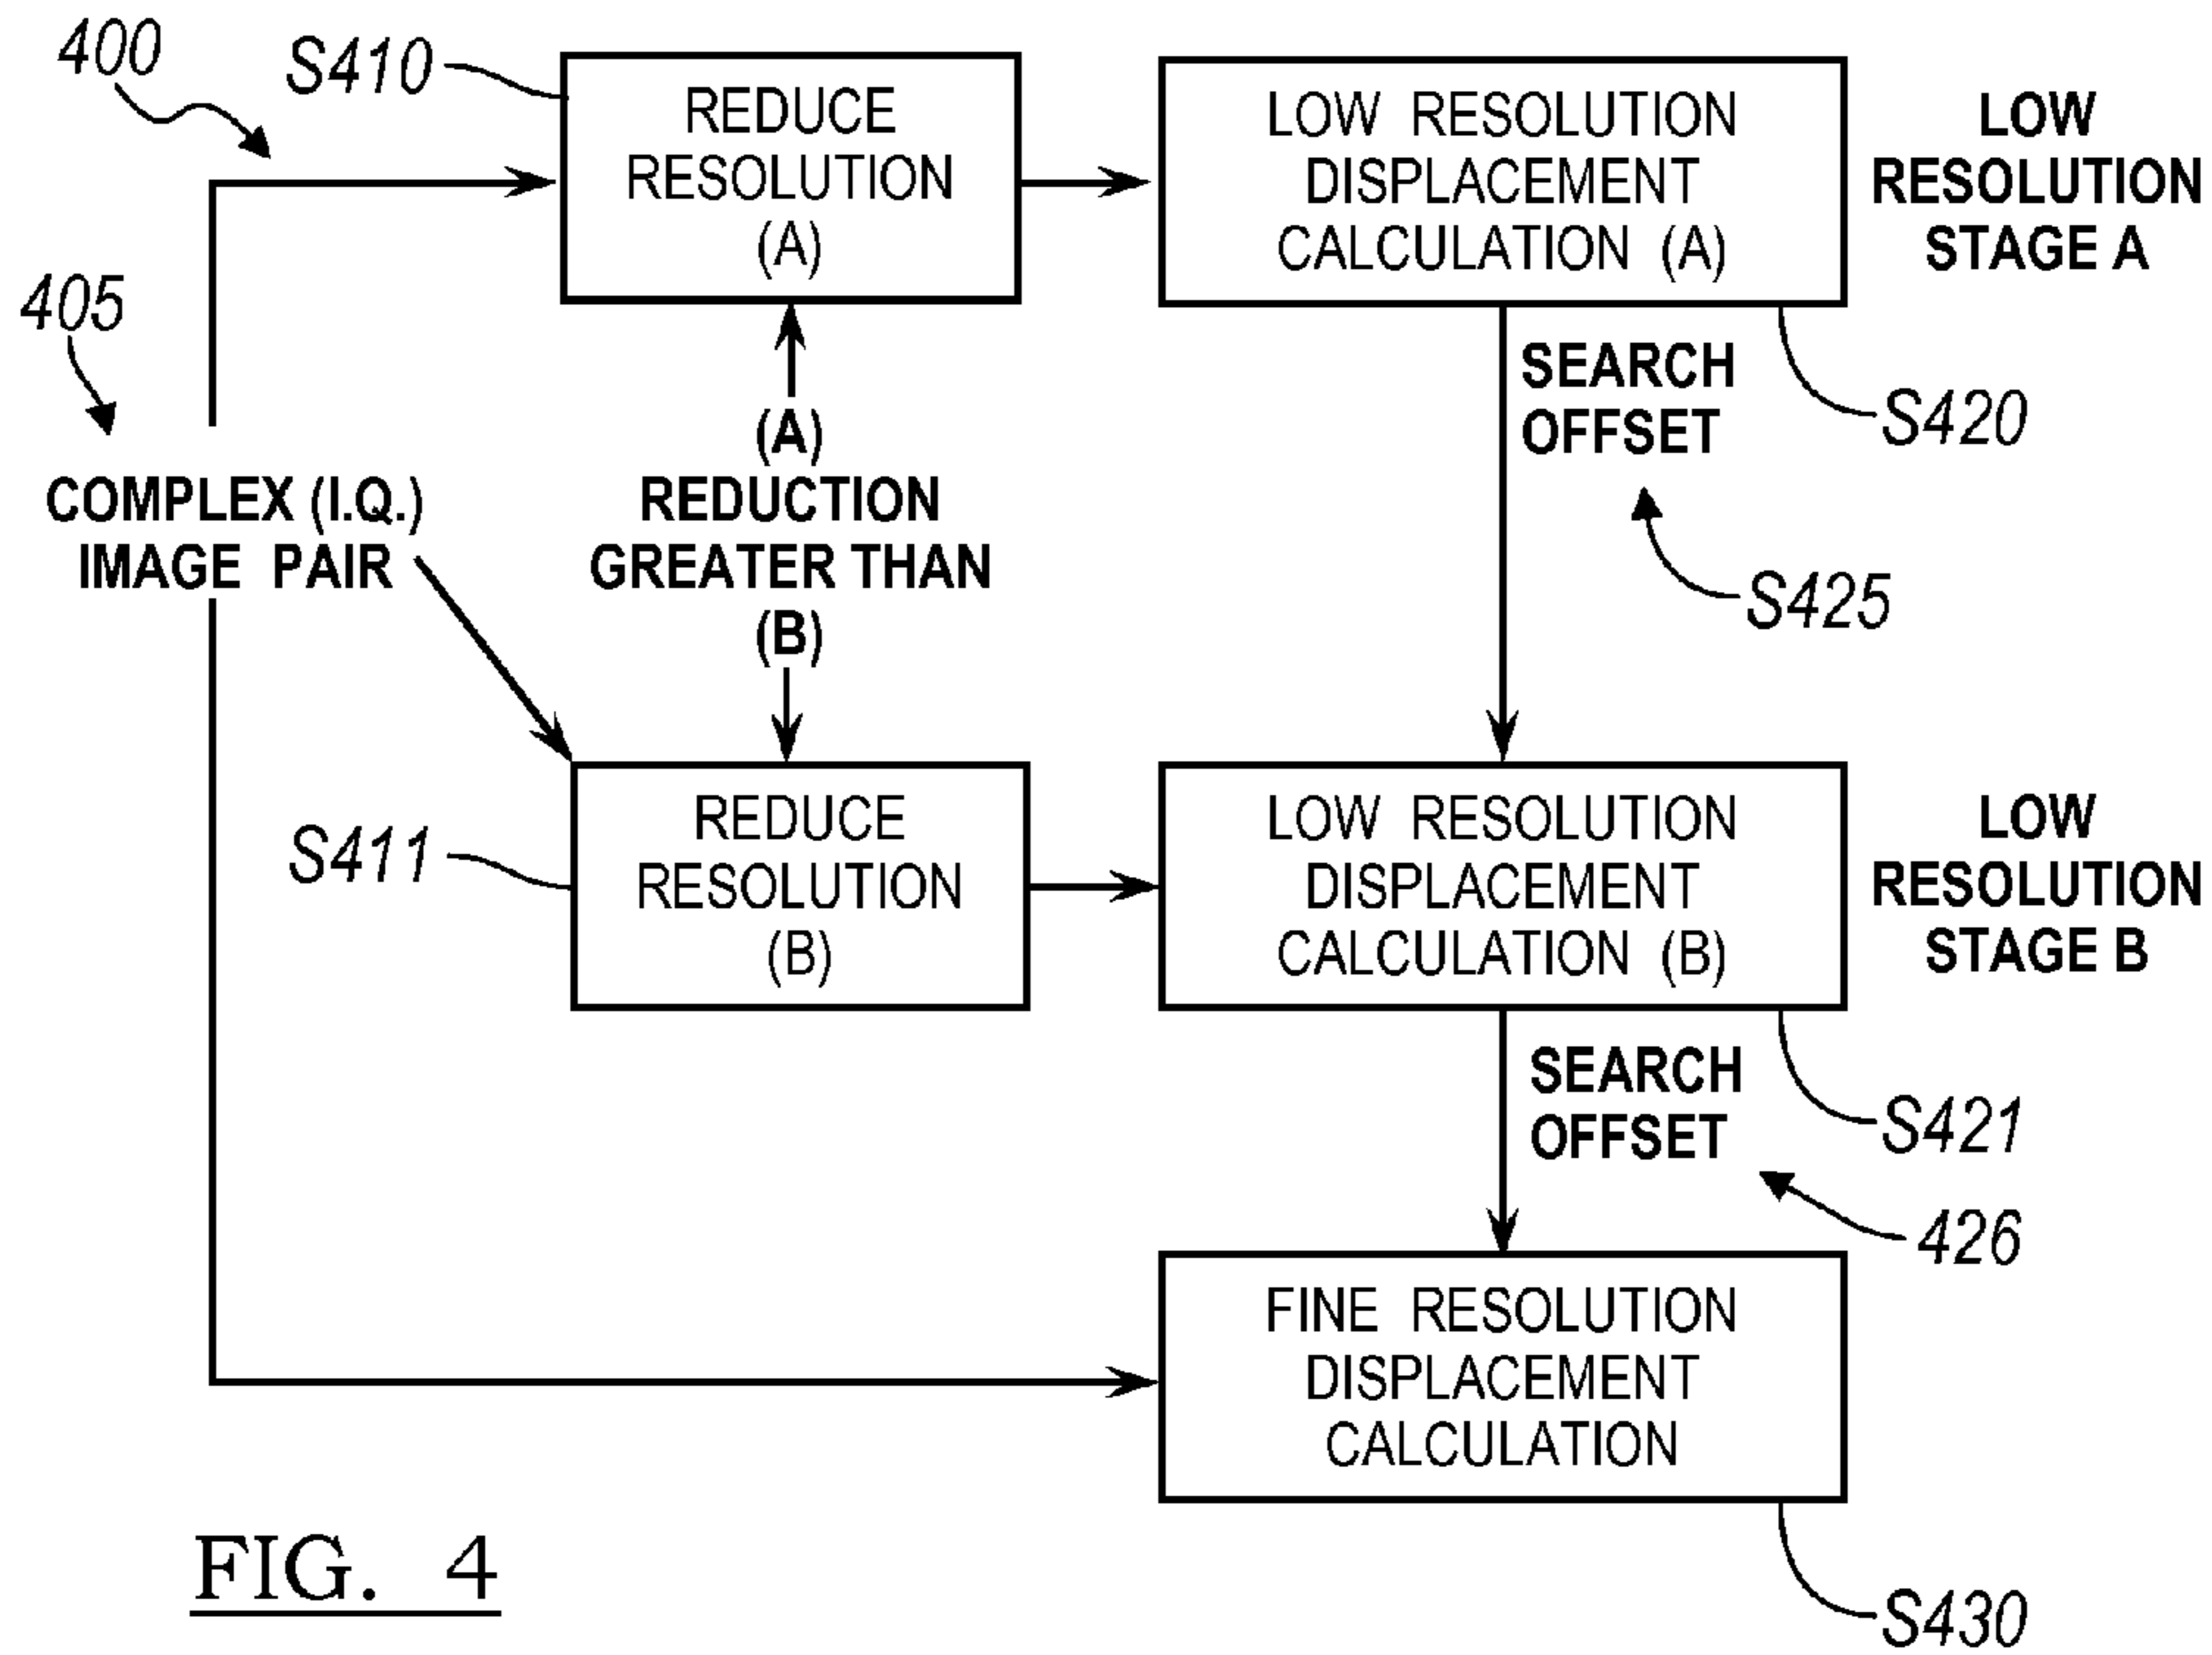 400
S410
REDUCE
RESOLUTION
(A)
LOW RESOLUTION
DISPLACEMENT
CALCULATION (A)
LOW
RESOLUTION
STAGE A
405
SEARCH
OFFSET
S420
(A)
REDUCTION
GREATER THAN
(B)
COMPLEX (I.Q.)
IMAGE PAIR
S425
S411
REDUCE
RESOLUTION
(B)
LOW RESOLUTION
DISPLACEMENT
CALCULATION (B)
LOW
RESOLUTION
STAGE B
SEARCH
OFFSET
S421
426
FINE RESOLUTION
DISPLACEMENT
CALCULATION
S430
FIG. 4